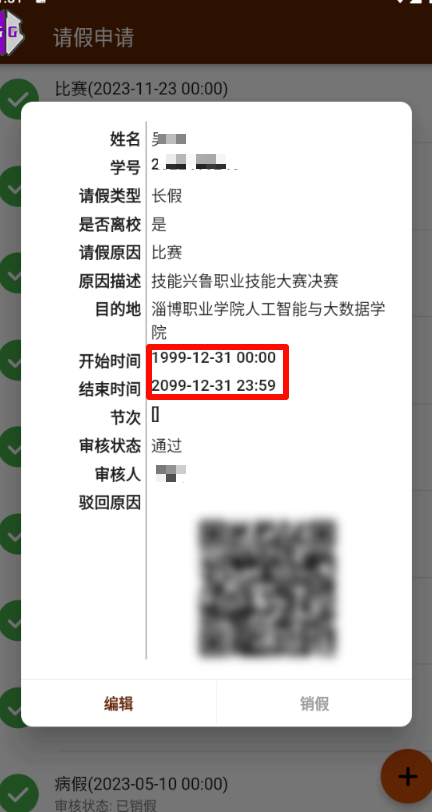 请假申请
比赛(2023-11-23 00:00)
姓名
学号 2
请假类型 长假
是否离校 是
请假原因 比赛
原因描述 技能兴鲁职业技能大赛决赛
目的地 淄博职业学院人工智能与大数据学
院
开始时间 1999-12-31 00:00
结束时间 2099-12-31 23:59
节次 []
审核状态 通过
审核人
驳回原因
编辑 销假
病假(2023-05-10 00:00)
审核状态: 已销假